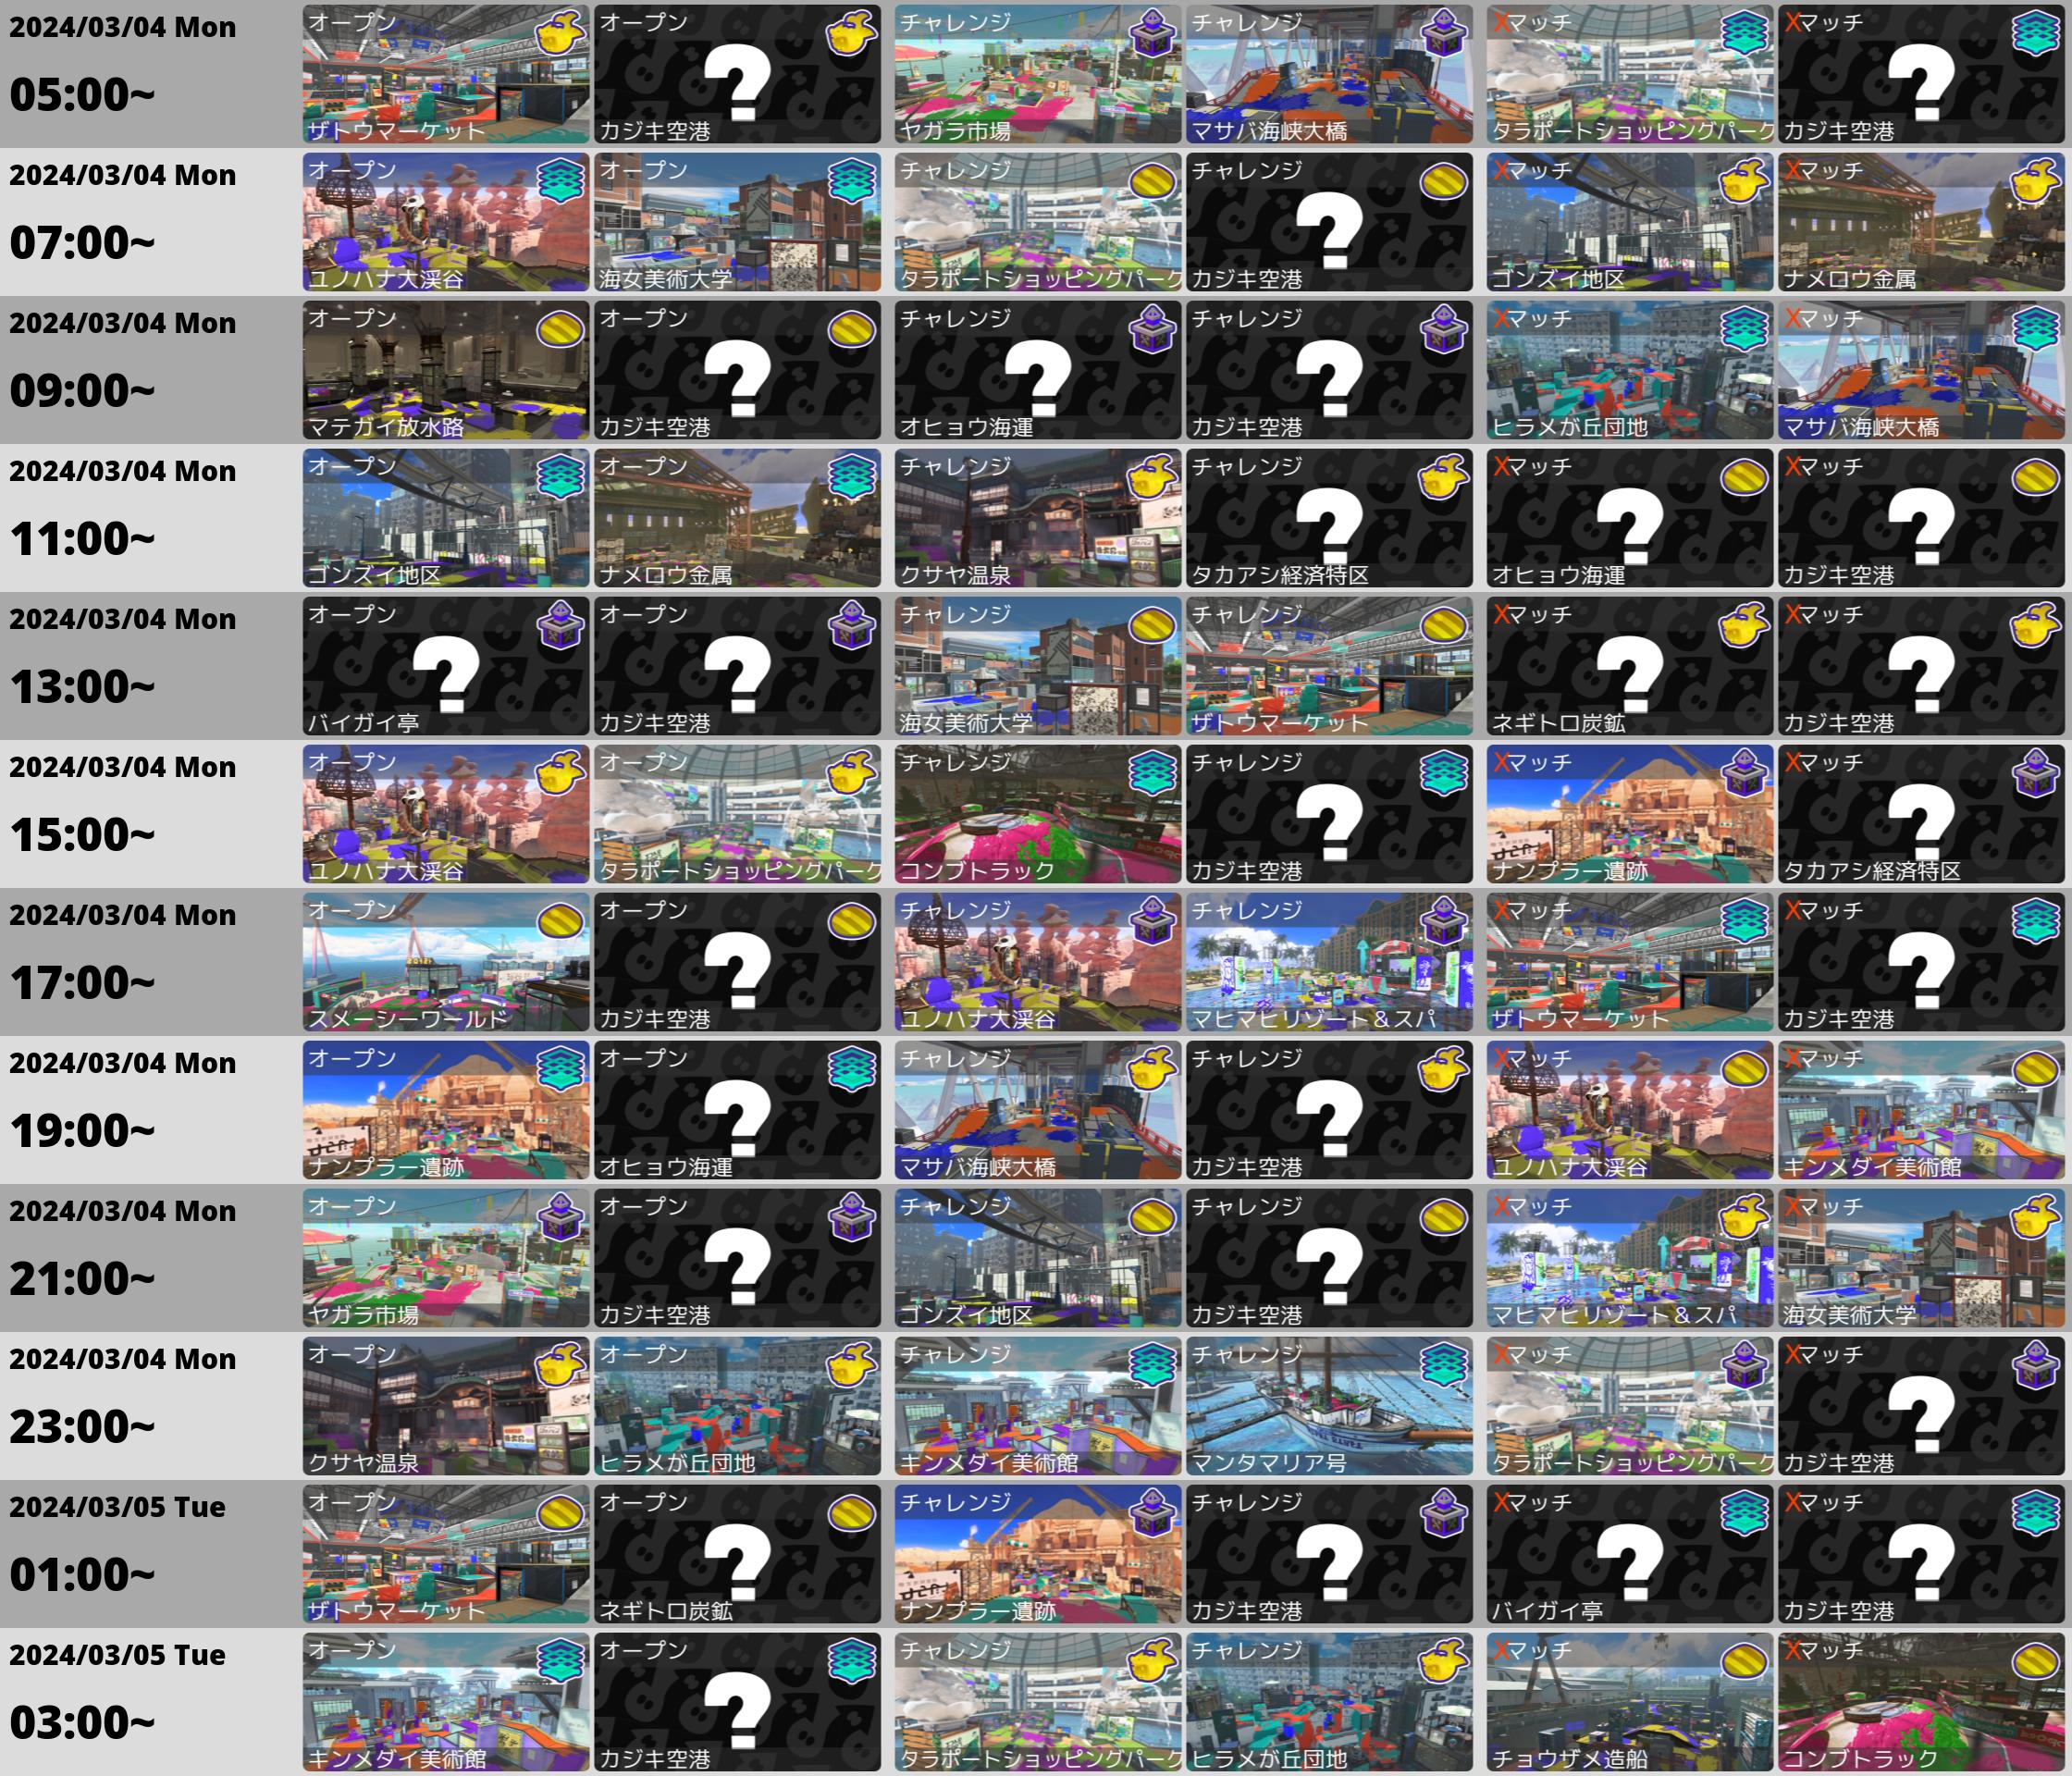 2024/03/04 Mon
05:00~
オープン
ザトウマーケット
オープン
カジキ空港
チャレンジ
ヤガラ市場
チャレンジ
マサバ海峡大橋
Xマッチ
タラポートショッピングパーク
Xマッチ
カジキ空港
2024/03/04 Mon
07:00~
オープン
ユノハナ大渓谷
オープン
海女美術大学
チャレンジ
タラポートショッピングパーク
チャレンジ
カジキ空港
Xマッチ
ゴンズイ地区
Xマッチ
ナメロウ金属
2024/03/04 Mon
09:00~
オープン
マテガイ放水路
オープン
カジキ空港
チャレンジ
オヒョウ海運
チャレンジ
カジキ空港
Xマッチ
ヒラメが丘団地
Xマッチ
マサバ海峡大橋
2024/03/04 Mon
11:00~
オープン
ゴンズイ地区
オープン
ナメロウ金属
チャレンジ
クサヤ温泉
チャレンジ
タカアシ経済特区
Xマッチ
オヒョウ海運
Xマッチ
カジキ空港
2024/03/04 Mon
13:00~
オープン
バイガイ亭
オープン
カジキ空港
チャレンジ
海女美術大学
チャレンジ
ザトウマーケット
Xマッチ
ネギトロ炭鉱
Xマッチ
カジキ空港
2024/03/04 Mon
15:00~
オープン
ユノハナ大渓谷
オープン
タラポートショッピングパーク
チャレンジ
コンブトラック
チャレンジ
カジキ空港
Xマッチ
ナンプラー遺跡
Xマッチ
タカアシ経済特区
2024/03/04 Mon
17:00~
オープン
スメーシーワールド
オープン
カジキ空港
チャレンジ
ユノハナ大渓谷
チャレンジ
マヒマヒリゾート＆スパ
Xマッチ
ザトウマーケット
Xマッチ
カジキ空港
2024/03/04 Mon
19:00~
オープン
ナンプラー遺跡
オープン
オヒョウ海運
チャレンジ
マサバ海峡大橋
チャレンジ
カジキ空港
Xマッチ
ユノハナ大渓谷
Xマッチ
キンメダイ美術館
2024/03/04 Mon
21:00~
オープン
ヤガラ市場
オープン
カジキ空港
チャレンジ
ゴンズイ地区
チャレンジ
カジキ空港
Xマッチ
マヒマヒリゾート＆スパ
Xマッチ
海女美術大学
2024/03/04 Mon
23:00~
オープン
クサヤ温泉
オープン
ヒラメが丘団地
チャレンジ
キンメダイ美術館
チャレンジ
マンタマリア号
Xマッチ
タラポートショッピングパーク
Xマッチ
カジキ空港
2024/03/05 Tue
01:00~
オープン
ザトウマーケット
オープン
ネギトロ炭鉱
チャレンジ
ナンプラー遺跡
チャレンジ
カジキ空港
Xマッチ
バイガイ亭
Xマッチ
カジキ空港
2024/03/05 Tue
03:00~
オープン
キンメダイ美術館
オープン
カジキ空港
チャレンジ
タラポートショッピングパーク
チャレンジ
ヒラメが丘団地
Xマッチ
チョウザメ造船
Xマッチ
コンブトラック